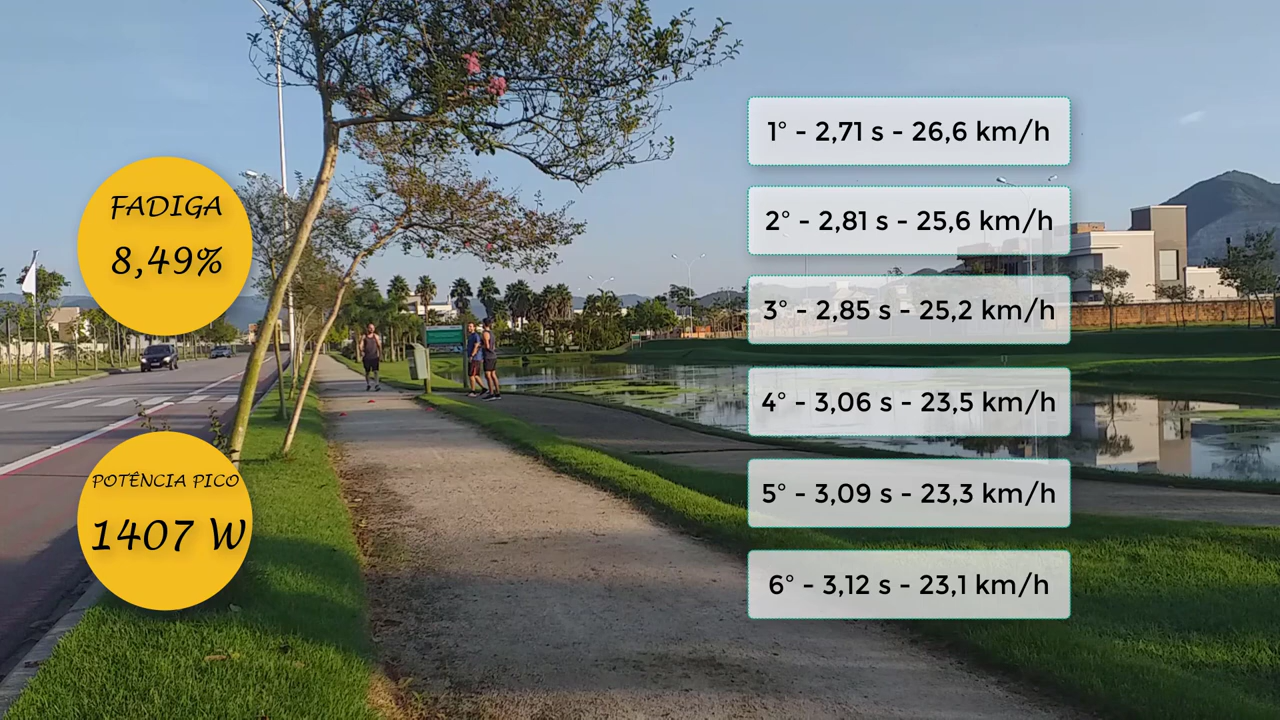 FADIGA
8,49%
POTÊNCIA PICO
1407 W
1° - 2,71 s - 26,6 km/h
2° - 2,81 s - 25,6 km/h
3° - 2,85 s - 25,2 km/h
4° - 3,06 s - 23,5 km/h
5° - 3,09 s - 23,3 km/h
6° - 3,12 s - 23,1 km/h